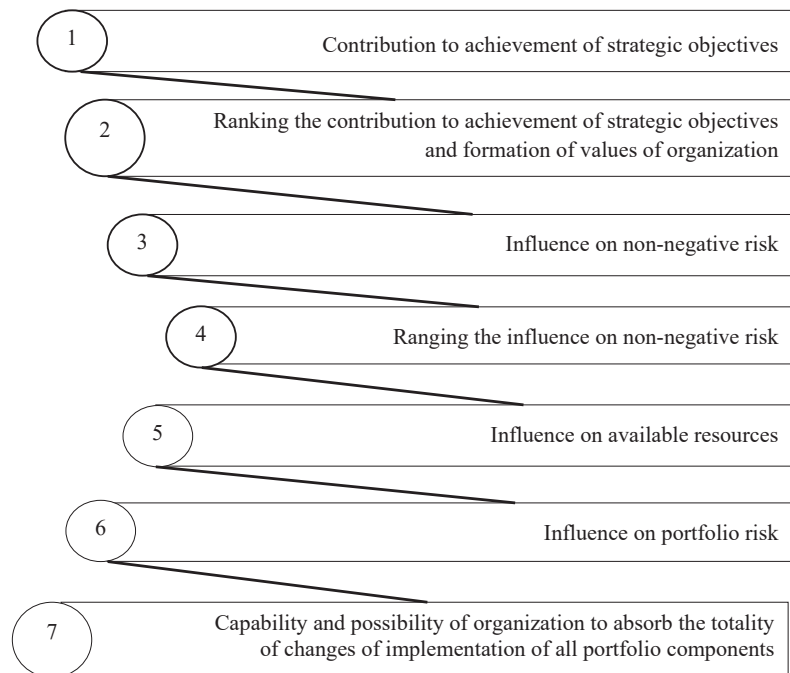 1
Contribution to achievement of strategic objectives
2
Ranking the contribution to achievement of strategic objectives
and formation of values of organization
3
Influence on non-negative risk
4
Ranging the influence on non-negative risk
5
Influence on available resources
6
Influence on portfolio risk
7
Capability and possibility of organization to absorb the totality
of changes of implementation of all portfolio components